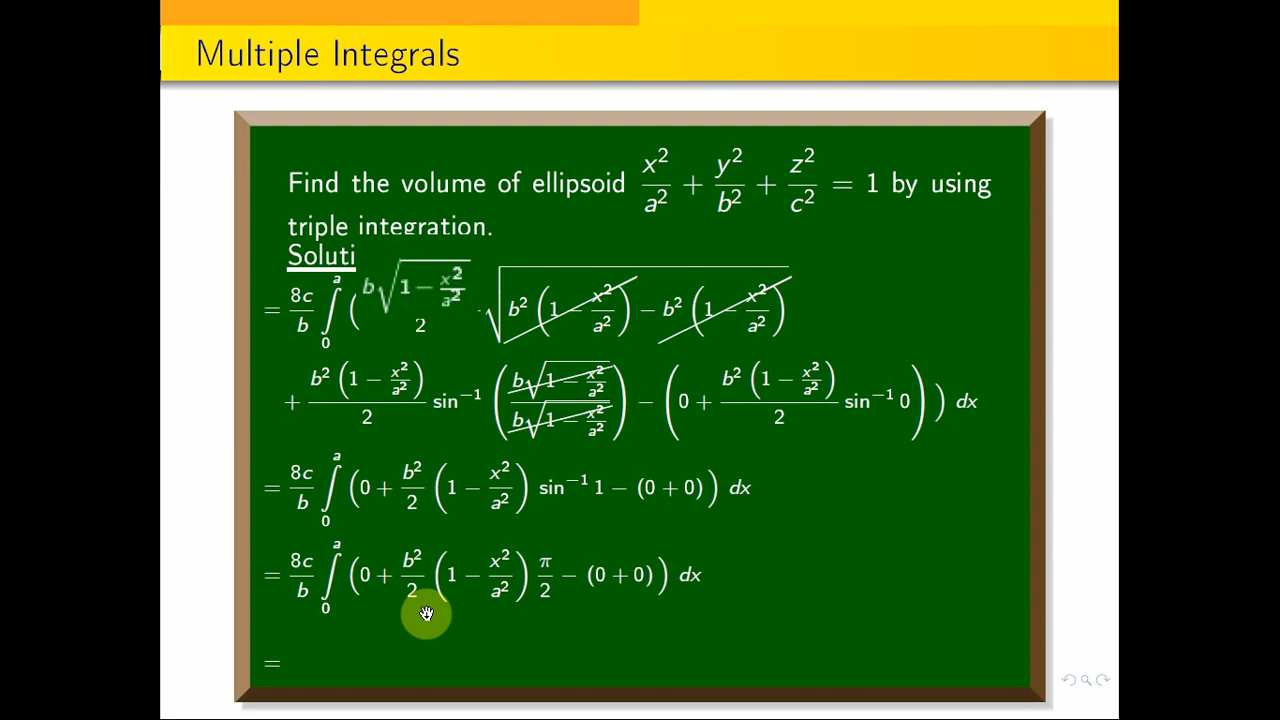 Multiple Integrals
Find the volume of ellipsoid x²/a² + y²/b² + z²/c² = 1 by using
triple integration.
Soluti
= 8c/b ∫₀ᵃ ( b√(1 − x²/a²) / 2 · √( b² (1 − x²/a²) − b² (1 − x²/a²) )
+ b² (1 − x²/a²) / 2 sin⁻¹ ( b√(1 − x²/a²) / b√(1 − x²/a²) ) − ( 0 + b² (1 − x²/a²) / 2 sin⁻¹ 0 ) ) dx
= 8c/b ∫₀ᵃ ( 0 + b²/2 (1 − x²/a²) sin⁻¹ 1 − (0 + 0) ) dx
= 8c/b ∫₀ᵃ ( 0 + b²/2 (1 − x²/a²) π/2 − (0 + 0) ) dx
=